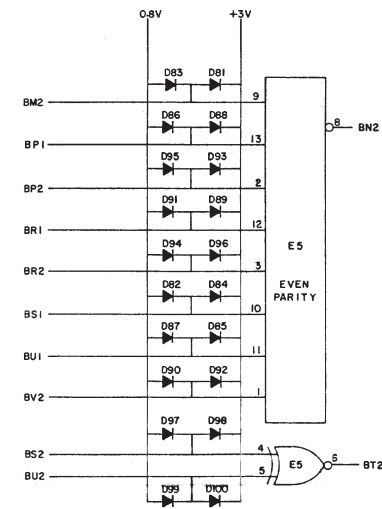 0.8V +3V
D83 D81
BM2 9
8 BN2
D86 D88
BP1 13
D95 D93
BP2 2
D91 D89
BR1 12
D94 D96
BR2 3
E5
EVEN
PARITY
D82 D84
BS1 10
D87 D85
BU1 11
D90 D92
BV2 1
D97 D98
BS2 4
E5 6 BT2
BU2 5
D99 D100